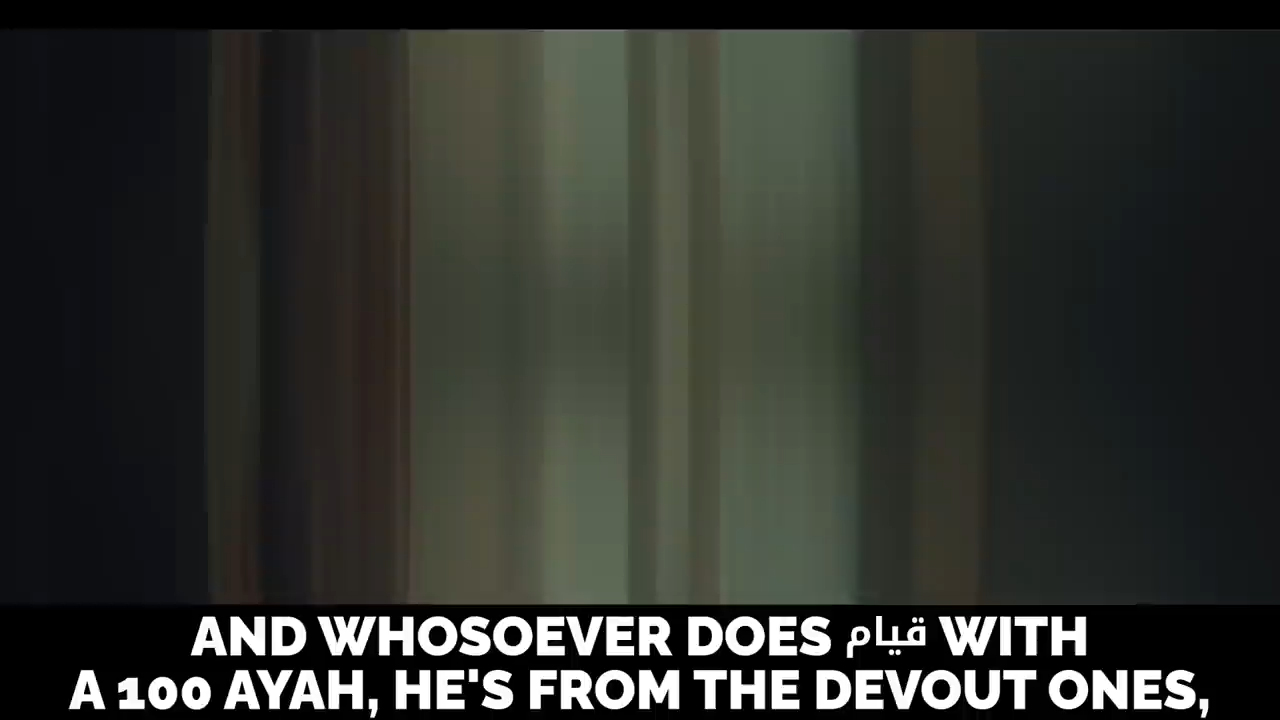 AND WHOSOEVER DOES قيام WITH
A 100 AYAH, HE'S FROM THE DEVOUT ONES,